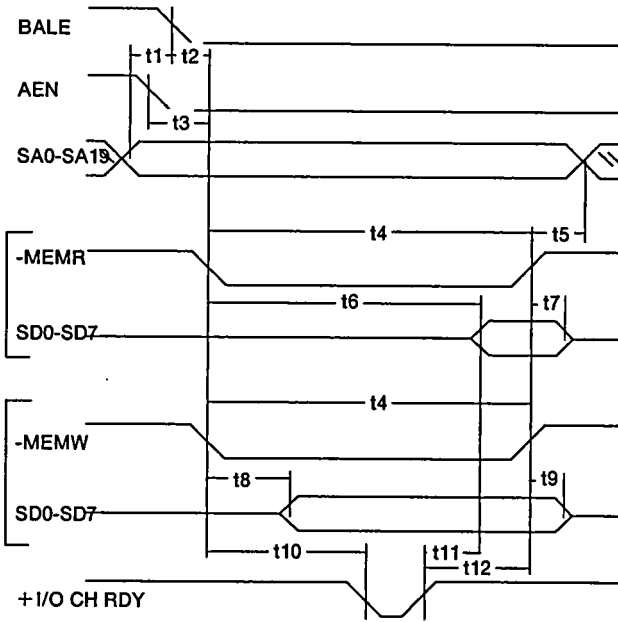 BALE
t1 t2
AEN
t3
SA0-SA19
t4 t5
-MEMR
t6 t7
SD0-SD7
t4
-MEMW
t8 t9
SD0-SD7
t10 t11
t12
+I/O CH RDY